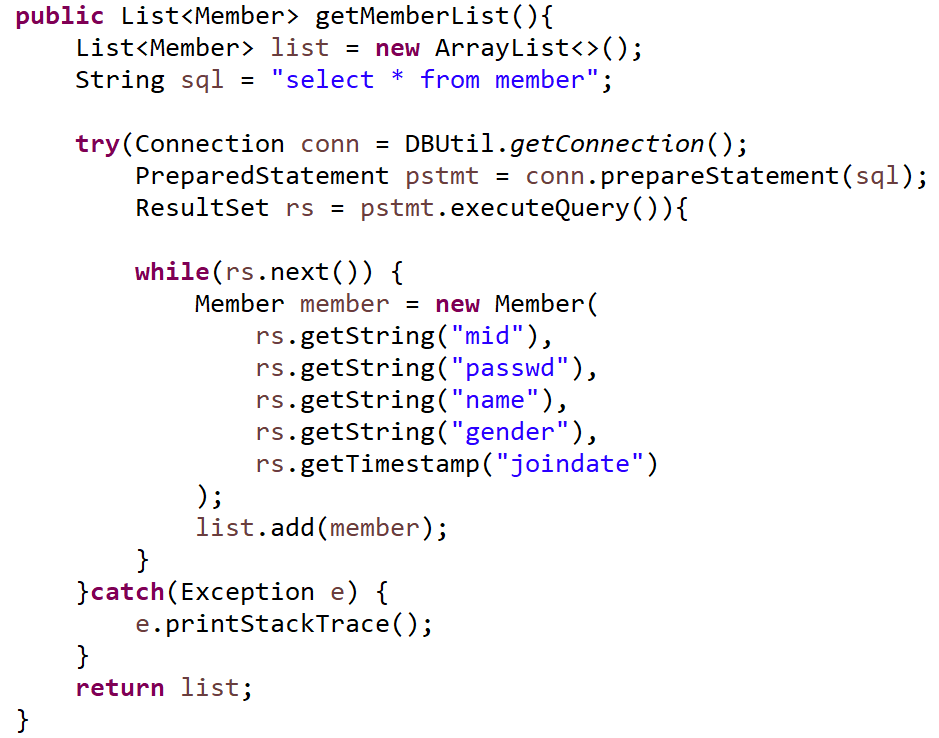 public List<Member> getMemberList(){
List<Member> list = new ArrayList<>();
String sql = "select * from member";
try(Connection conn = DBUtil.getConnection();
PreparedStatement pstmt = conn.prepareStatement(sql);
ResultSet rs = pstmt.executeQuery()){
while(rs.next()) {
Member member = new Member(
rs.getString("mid"),
rs.getString("passwd"),
rs.getString("name"),
rs.getString("gender"),
rs.getTimestamp("joindate")
);
list.add(member);
}
}catch(Exception e) {
e.printStackTrace();
}
return list;
}